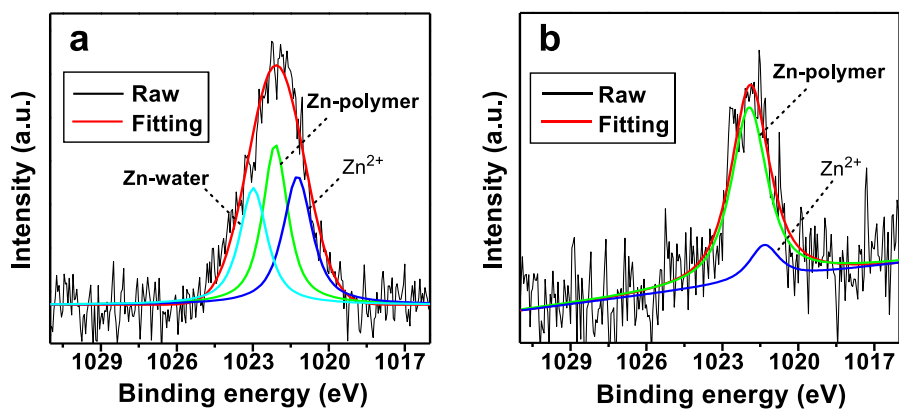 a
Raw
Fitting
Zn-polymer
Zn-water
Zn²⁺
Intensity (a.u.)
1029 1026 1023 1020 1017
Binding energy (eV)
b
Raw
Fitting
Zn-polymer
Zn²⁺
Intensity (a.u.)
1029 1026 1023 1020 1017
Binding energy (eV)